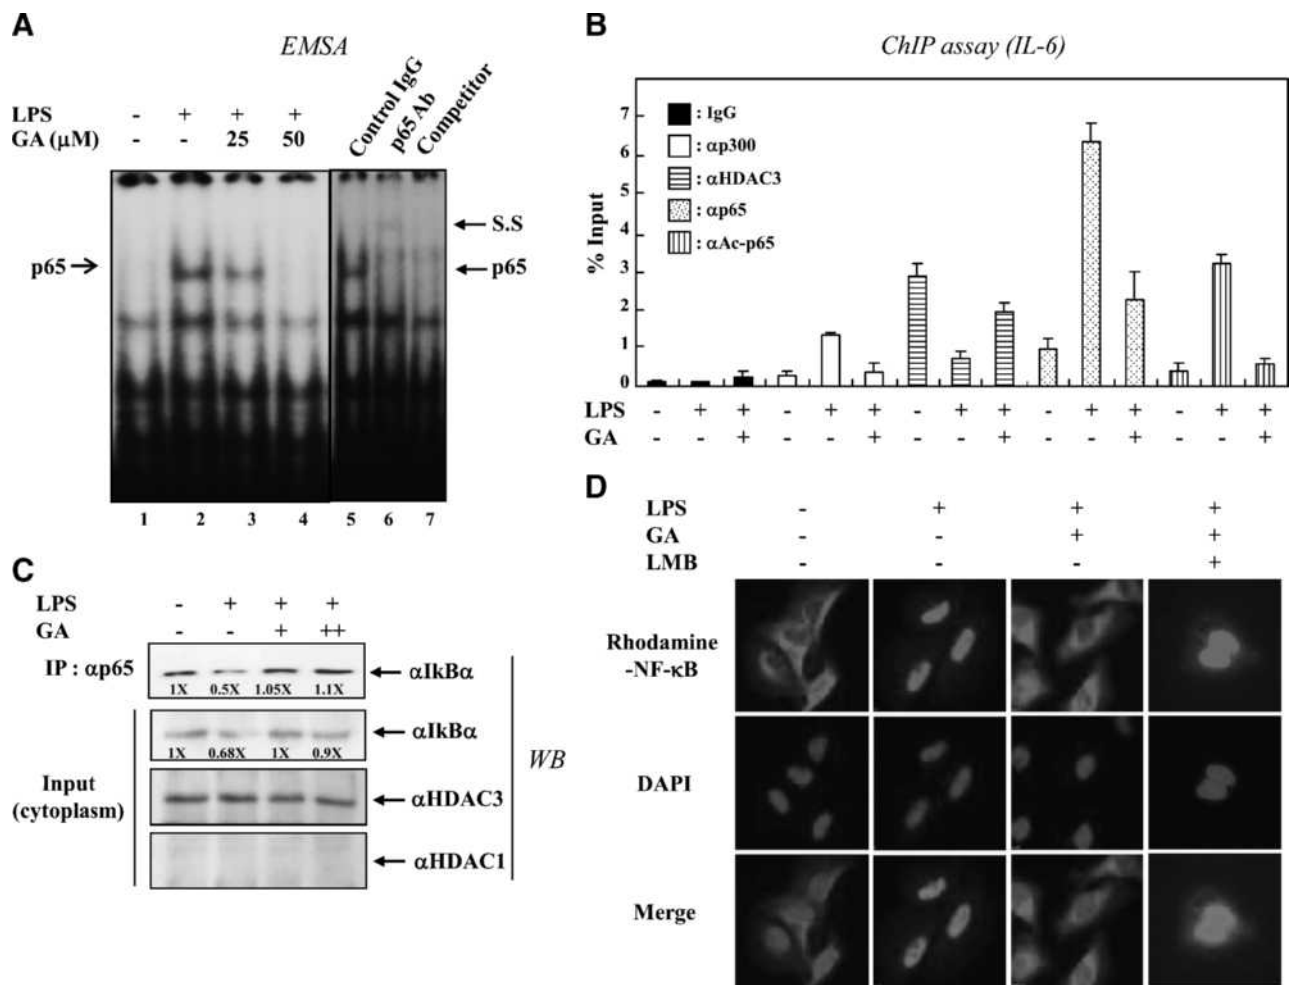 A
EMSA
LPS - + + +
GA (µM) - - 25 50
Control IgG
p65 Ab
Competitor
S.S
p65
p65
1 2 3 4 5 6 7
B
ChIP assay (IL-6)
% Input
7
6
5
4
3
2
1
0
: IgG
: αp300
: αHDAC3
: αp65
: αAc-p65
LPS - + + - + + - + + - + + - + +
GA - - + - - + - - + - - + - - +
C
LPS - + + +
GA - - + ++
IP : αp65
αIkBα
1X 0.5X 1.05X 1.1X
αIkBα
1X 0.68X 1X 0.9X
Input
(cytoplasm)
αHDAC3
αHDAC1
WB
D
LPS - + + +
GA - - + +
LMB - - - +
Rhodamine
-NF-κB
DAPI
Merge